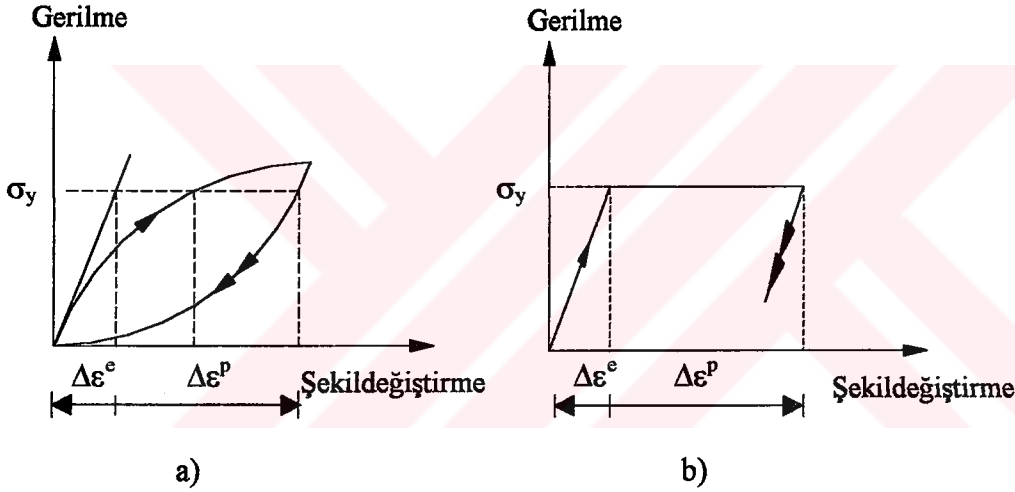 Gerilme
σy
Δεᵉ Δεᵖ Şekildeğiştirme
a)
Gerilme
σy
Δεᵉ Δεᵖ
Şekildeğiştirme
b)